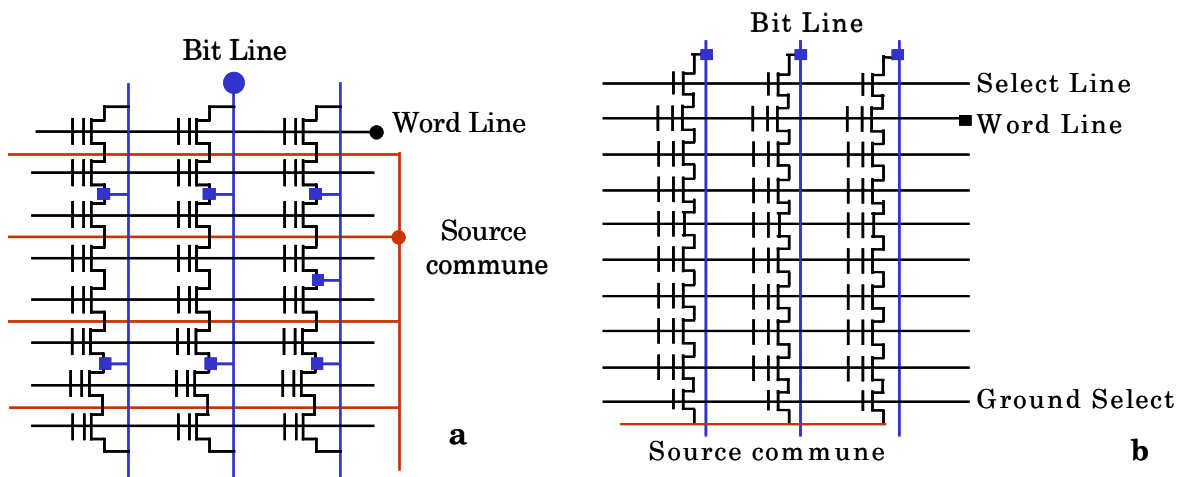 Bit Line
Word Line
Source
commune
a
Bit Line
Select Line
Word Line
Ground Select
Source commune
b